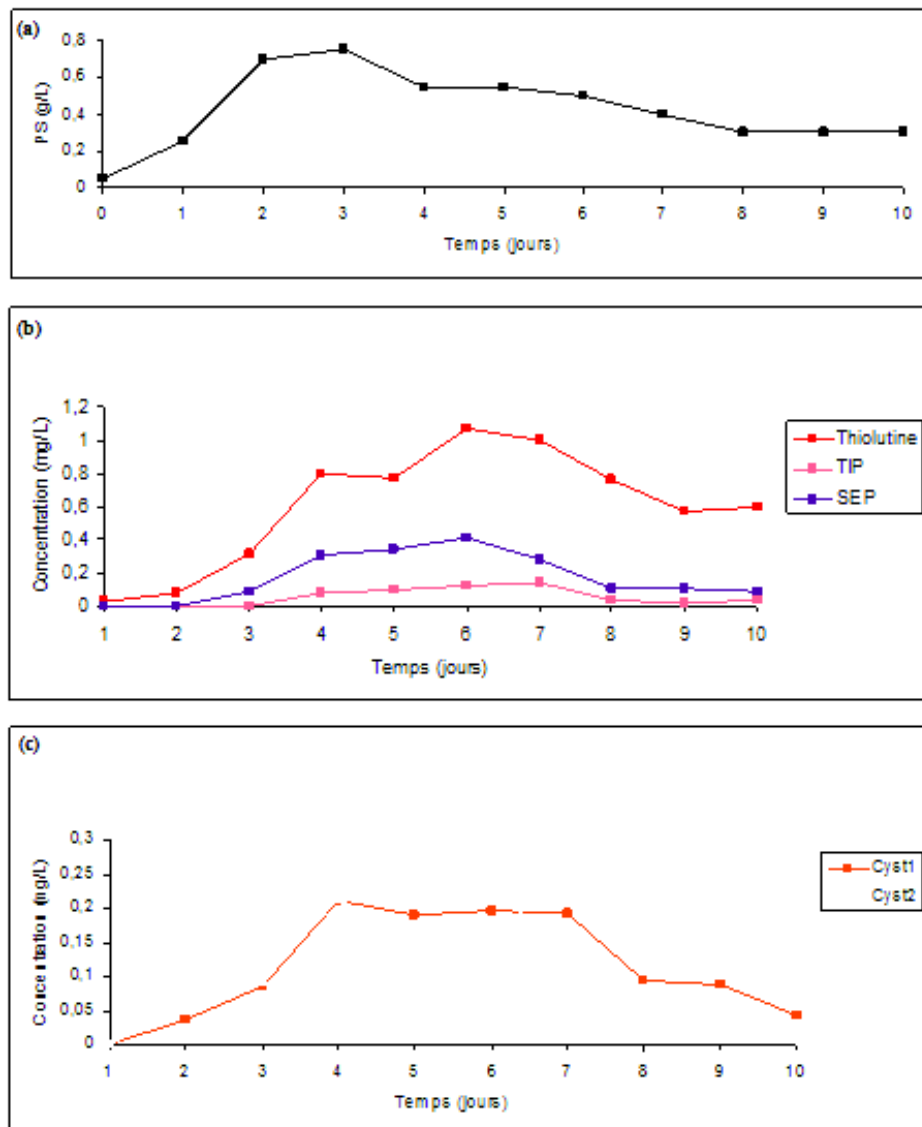 (a)
0,8
0,6
0,4
0,2
0
PS (g/L)
0 1 2 3 4 5 6 7 8 9 10
Temps (jours)
(b)
1,2
1
0,8
0,6
0,4
0,2
0
Concentration (mg/L)
1 2 3 4 5 6 7 8 9 10
Temps (jours)
Thiolutine
TIP
SEP
(c)
0,3
0,25
0,2
0,15
0,1
0,05
0
Concentration (mg/L)
1 2 3 4 5 6 7 8 9 10
Temps (jours)
Cyst1
Cyst2